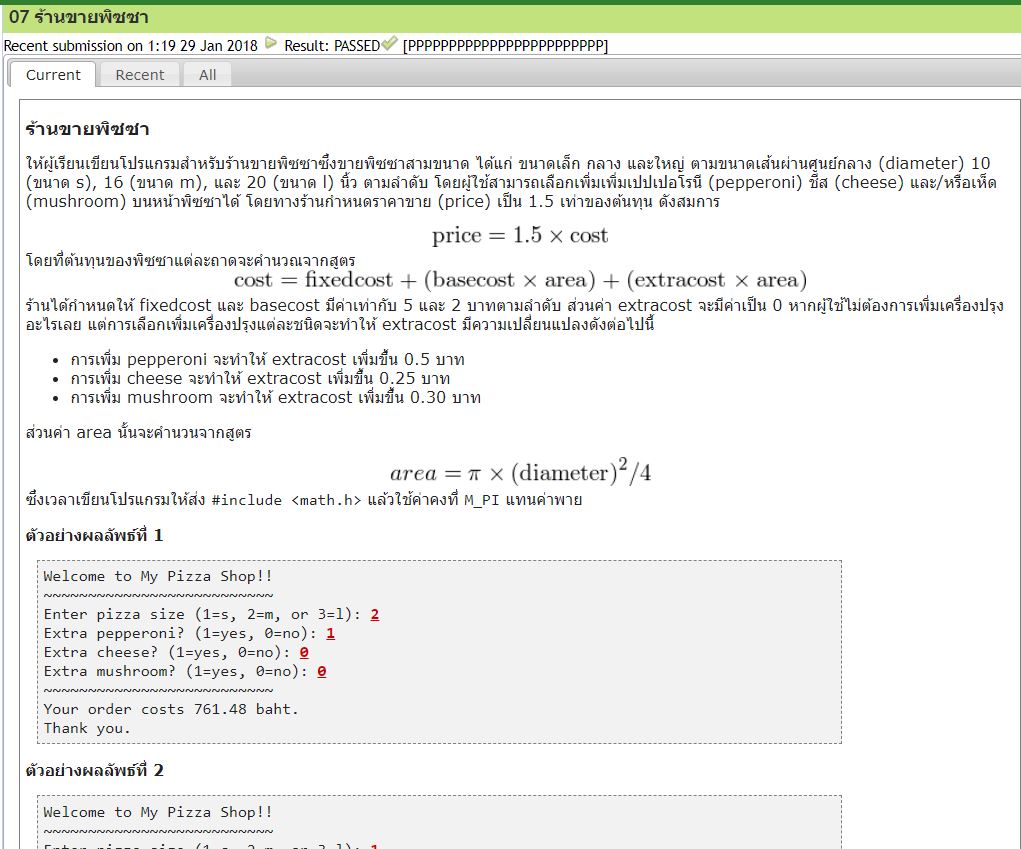 07 ร้านขายพิซซา
Recent submission on 1:19 29 Jan 2018 Result: PASSED [PPPPPPPPPPPPPPPPPPPPPPPP]
Current Recent All
ร้านขายพิซซา
ให้ผู้เรียนเขียนโปรแกรมสำหรับร้านขายพิซซาซึ่งขายพิซซาสามขนาด ได้แก่ ขนาดเล็ก กลาง และใหญ่ ตามขนาดเส้นผ่านศูนย์กลาง (diameter) 10
(ขนาด s), 16 (ขนาด m), และ 20 (ขนาด l) นิ้ว ตามลำดับ โดยผู้ใช้สามารถเลือกเพิ่มเพิ่มเปปเปอโรนี (pepperoni) ชีส (cheese) และ/หรือเห็ด
(mushroom) บนหน้าพิซซาได้ โดยทางร้านกำหนดราคาขาย (price) เป็น 1.5 เท่าของต้นทุน ดังสมการ
price = 1.5 × cost
โดยที่ต้นทุนของพิซซาแต่ละถาดจะคำนวณจากสูตร
cost = fixedcost + (basecost × area) + (extracost × area)
ร้านได้กำหนดให้ fixedcost และ basecost มีค่าเท่ากับ 5 และ 2 บาทตามลำดับ ส่วนค่า extracost จะมีค่าเป็น 0 หากผู้ใช้ไม่ต้องการเพิ่มเครื่องปรุง
อะไรเลย แต่การเลือกเพิ่มเครื่องปรุงแต่ละชนิดจะทำให้ extracost มีความเปลี่ยนแปลงดังต่อไปนี้
• การเพิ่ม pepperoni จะทำให้ extracost เพิ่มขึ้น 0.5 บาท
• การเพิ่ม cheese จะทำให้ extracost เพิ่มขึ้น 0.25 บาท
• การเพิ่ม mushroom จะทำให้ extracost เพิ่มขึ้น 0.30 บาท
ส่วนค่า area นั้นจะคำนวนจากสูตร
area = π × (diameter)²/4
ซึ่งเวลาเขียนโปรแกรมให้ส่ง #include <math.h> แล้วใช้ค่าคงที่ M_PI แทนค่าพาย
ตัวอย่างผลลัพธ์ที่ 1
Welcome to My Pizza Shop!!
~~~~~~~~~~~~~~~~~~~~~~~~~~
Enter pizza size (1=s, 2=m, or 3=l): 2
Extra pepperoni? (1=yes, 0=no): 1
Extra cheese? (1=yes, 0=no): 0
Extra mushroom? (1=yes, 0=no): 0
~~~~~~~~~~~~~~~~~~~~~~~~~~
Your order costs 761.48 baht.
Thank you.
ตัวอย่างผลลัพธ์ที่ 2
Welcome to My Pizza Shop!!
~~~~~~~~~~~~~~~~~~~~~~~~~~